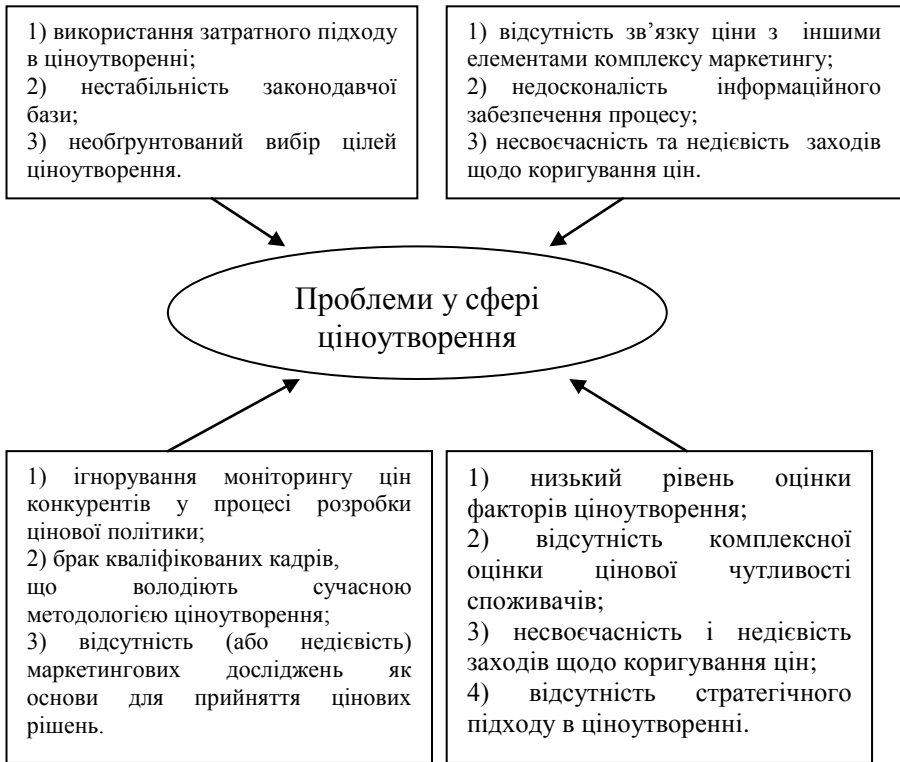 1) використання затратного підходу
в ціноутворенні;
2) нестабільність законодавчої
бази;
3) необґрунтований вибір цілей
ціноутворення.
1) відсутність зв’язку ціни з іншими
елементами комплексу маркетингу;
2) недосконалість інформаційного
забезпечення процесу;
3) несвоєчасність та недієвість заходів
щодо коригування цін.
Проблеми у сфері
ціноутворення
1) ігнорування моніторингу цін
конкурентів у процесі розробки
цінової політики;
2) брак кваліфікованих кадрів,
що володіють сучасною
методологією ціноутворення;
3) відсутність (або недієвість)
маркетингових досліджень як
основи для прийняття цінових
рішень.
1) низький рівень оцінки
факторів ціноутворення;
2) відсутність комплексної
оцінки цінової чутливості
споживачів;
3) несвоєчасність і недієвість
заходів щодо коригування цін;
4) відсутність стратегічного
підходу в ціноутворенні.